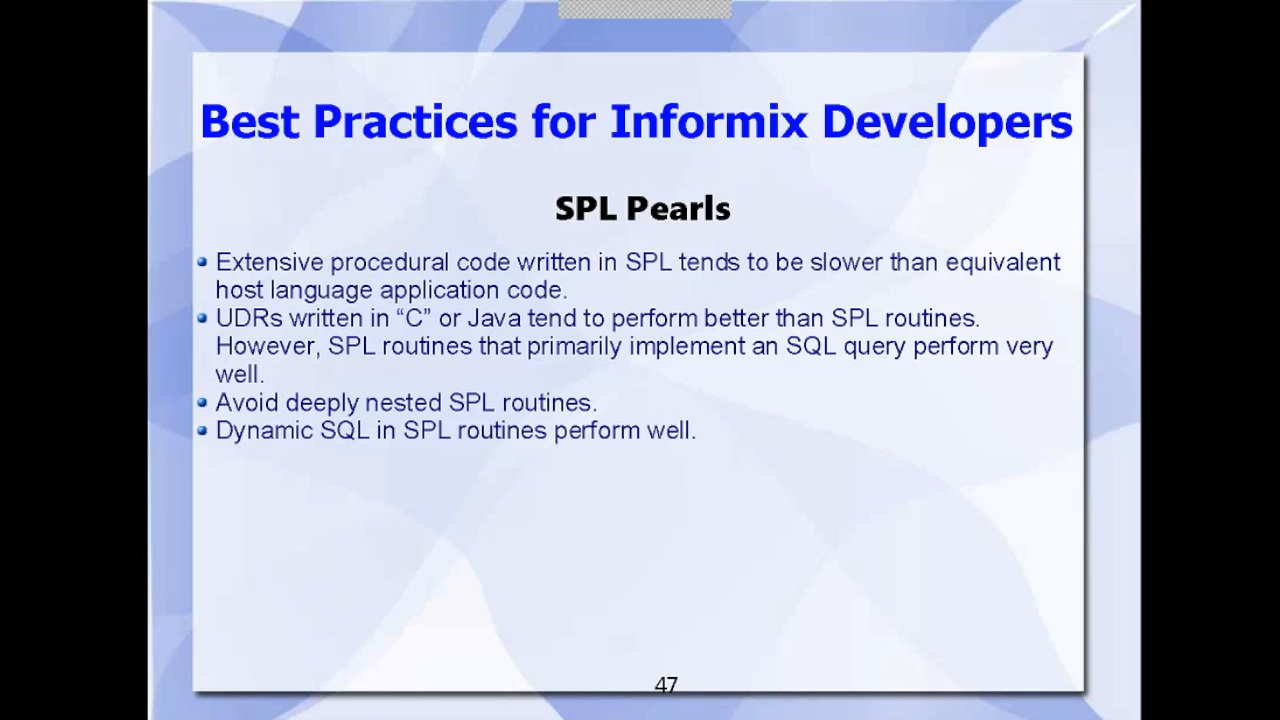 Best Practices for Informix Developers
SPL Pearls
Extensive procedural code written in SPL tends to be slower than equivalent
host language application code.
UDRs written in “C” or Java tend to perform better than SPL routines.
However, SPL routines that primarily implement an SQL query perform very
well.
Avoid deeply nested SPL routines.
Dynamic SQL in SPL routines perform well.
47